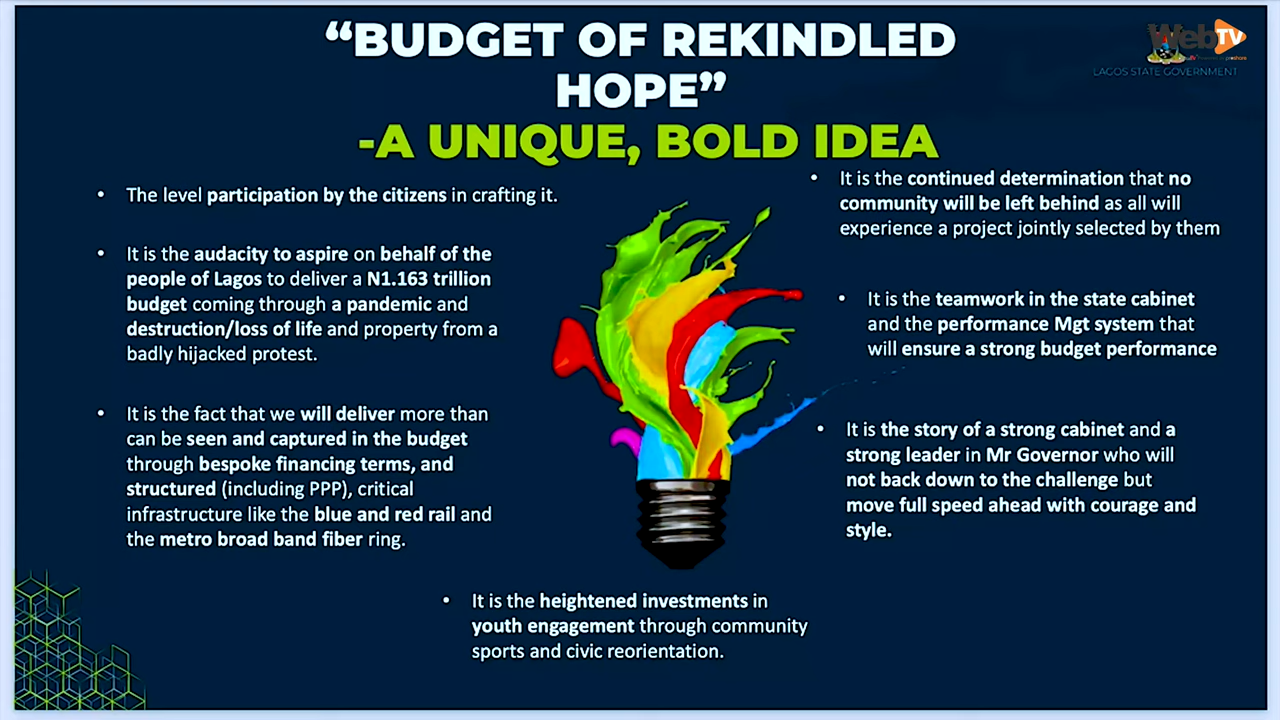 “BUDGET OF REKINDLED
HOPE”
-A UNIQUE, BOLD IDEA
WebTV
LAGOS STATE GOVERNMENT
• The level participation by the citizens in crafting it.
• It is the audacity to aspire on behalf of the
people of Lagos to deliver a N1.163 trillion
budget coming through a pandemic and
destruction/loss of life and property from a
badly hijacked protest.
• It is the fact that we will deliver more than
can be seen and captured in the budget
through bespoke financing terms, and
structured (including PPP), critical
infrastructure like the blue and red rail and
the metro broad band fiber ring.
• It is the continued determination that no
community will be left behind as all will
experience a project jointly selected by them
• It is the teamwork in the state cabinet
and the performance Mgt system that
will ensure a strong budget performance
• It is the story of a strong cabinet and a
strong leader in Mr Governor who will
not back down to the challenge but
move full speed ahead with courage and
style.
• It is the heightened investments in
youth engagement through community
sports and civic reorientation.